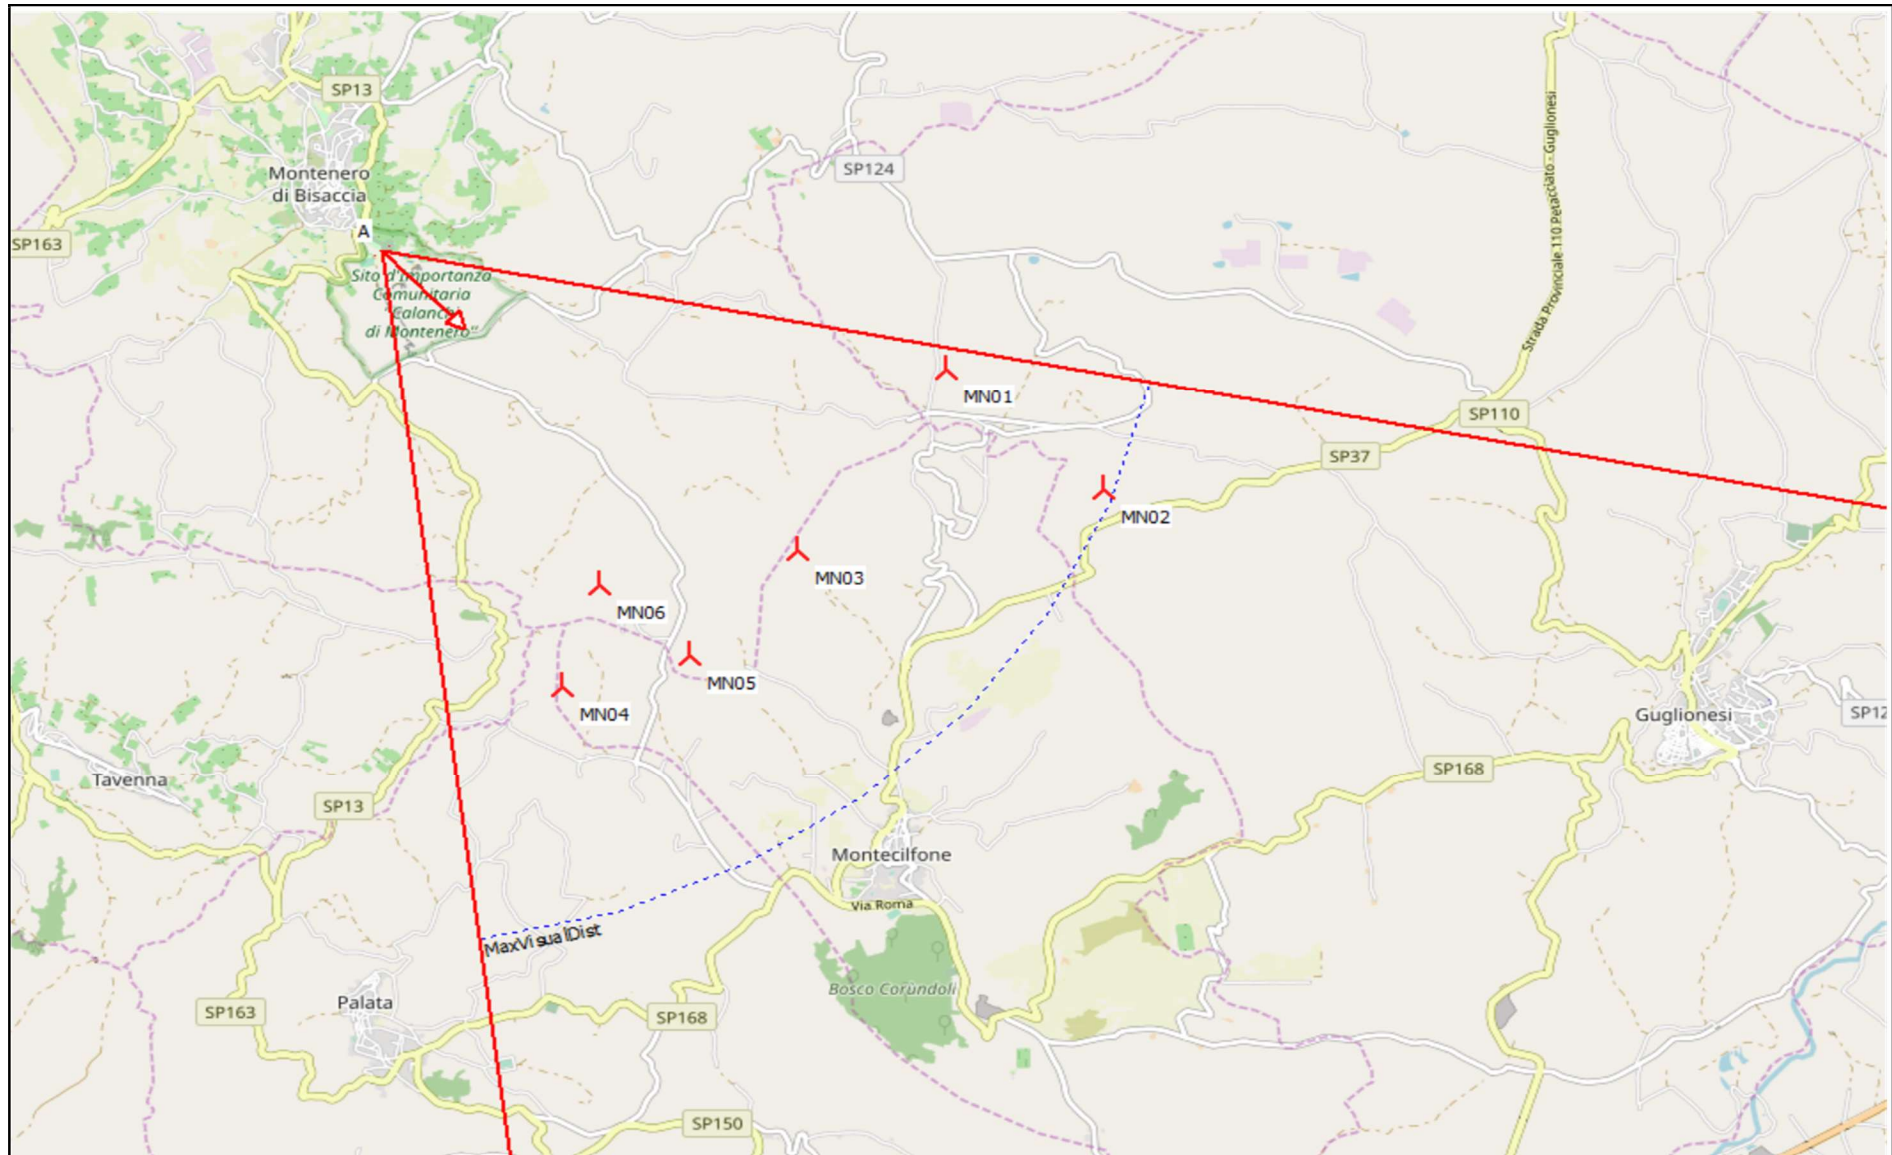 SP13
Montenero
di Bisaccia
SP124
A
SP163
Sito d'Importanza
Comunitaria
"Calanchi
di Montenero"
Strada Provinciale 110 Petacciato - Guglionesi
MN01
SP110
SP37
MN02
MN03
MN06
MN05
MN04
Guglionesi
SP12
SP168
Tavenna
SP13
Montecilfone
Via Roma
MaxVisualDist
Bosco Corùndoli
Palata
SP163
SP168
SP150